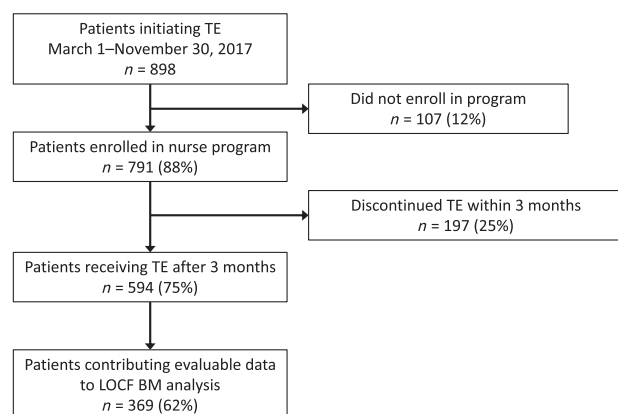 Patients initiating TE
March 1–November 30, 2017
n = 898
Did not enroll in program
n = 107 (12%)
Patients enrolled in nurse program
n = 791 (88%)
Discontinued TE within 3 months
n = 197 (25%)
Patients receiving TE after 3 months
n = 594 (75%)
Patients contributing evaluable data
to LOCF BM analysis
n = 369 (62%)